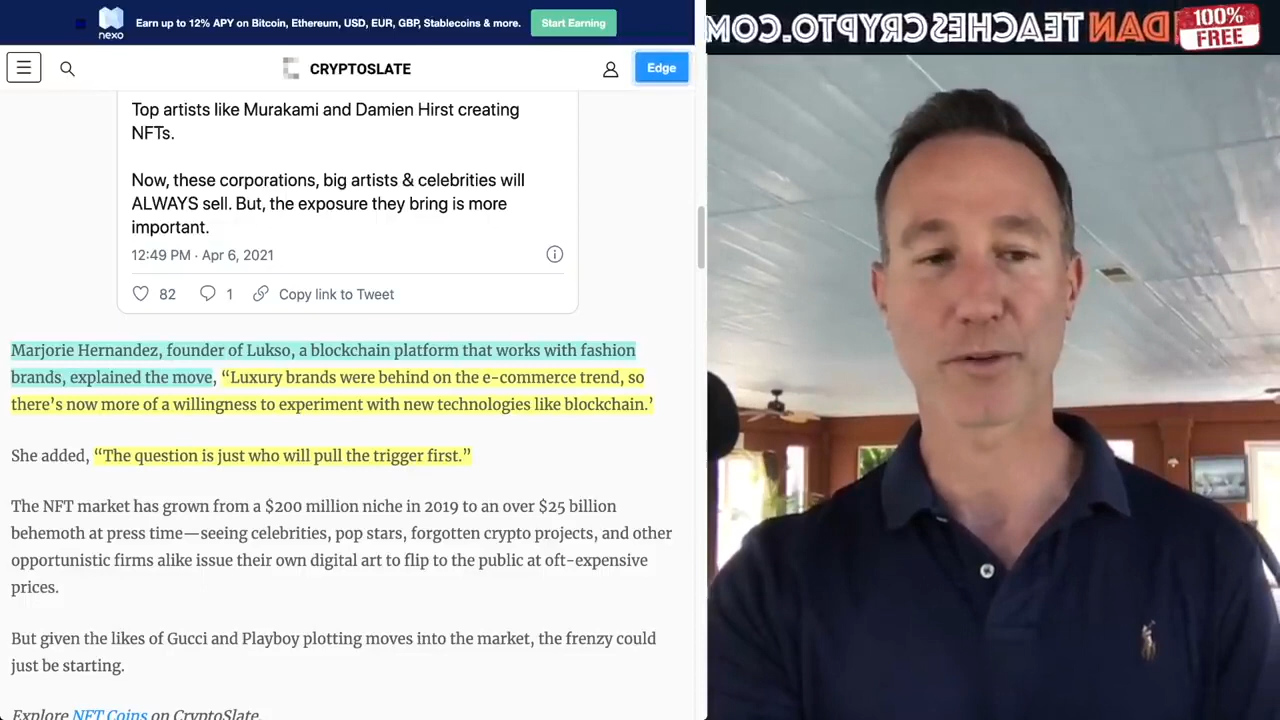 nexo
Earn up to 12% APY on Bitcoin, Ethereum, USD, EUR, GBP, Stablecoins & more.
Start Earning
CRYPTOSLATE
Edge
DAN TEACHES CRYPTO.COM
100%
FREE
Top artists like Murakami and Damien Hirst creating
NFTs.
Now, these corporations, big artists & celebrities will
ALWAYS sell. But, the exposure they bring is more
important.
12:49 PM · Apr 6, 2021
82 1 Copy link to Tweet
Marjorie Hernandez, founder of Lukso, a blockchain platform that works with fashion
brands, explained the move, “Luxury brands were behind on the e-commerce trend, so
there’s now more of a willingness to experiment with new technologies like blockchain.’
She added, “The question is just who will pull the trigger first.”
The NFT market has grown from a $200 million niche in 2019 to an over $25 billion
behemoth at press time—seeing celebrities, pop stars, forgotten crypto projects, and other
opportunistic firms alike issue their own digital art to flip to the public at oft-expensive
prices.
But given the likes of Gucci and Playboy plotting moves into the market, the frenzy could
just be starting.
Explore NFT Coins on CryptoSlate.